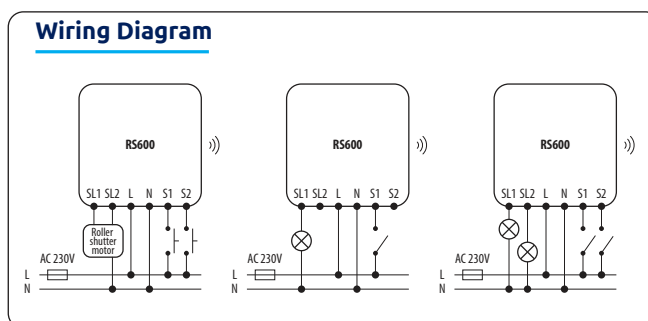 Wiring Diagram
RS600
SL1 SL2 L N S1 S2
Roller
shutter
motor
AC 230V
L
N
RS600
SL1 SL2 L N S1 S2
AC 230V
L
N
RS600
SL1 SL2 L N S1 S2
AC 230V
L
N